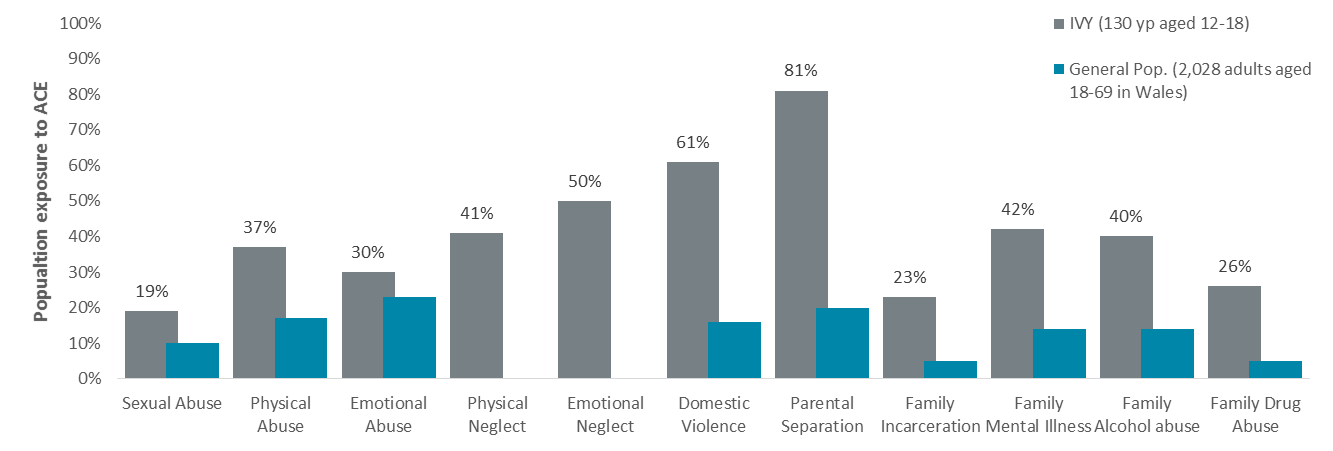 Popualtion exposure to ACE
100%
90%
80%
70%
60%
50%
40%
30%
20%
10%
0%
IVY (130 yp aged 12-18)
General Pop. (2,028 adults aged
18-69 in Wales)
19%
37%
30%
41%
50%
61%
81%
23%
42%
40%
26%
Sexual Abuse
Physical
Abuse
Emotional
Abuse
Physical
Neglect
Emotional
Neglect
Domestic
Violence
Parental
Separation
Family
Incarceration
Family
Mental Illness
Family
Alcohol abuse
Family Drug
Abuse